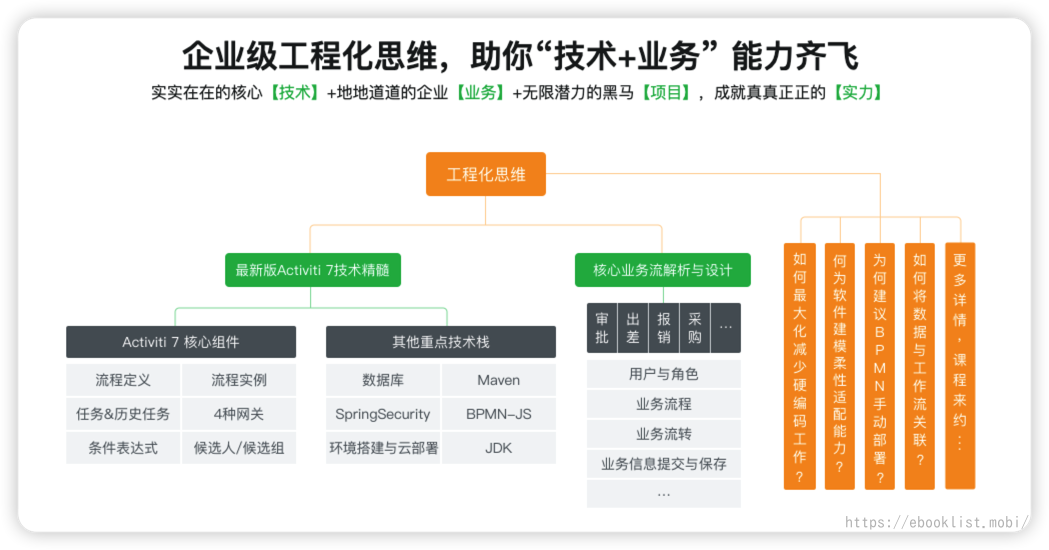 企业级工程化思维，助你“技术+业务” 能力齐飞
实实在在的核心【技术】+地地道道的企业【业务】+无限潜力的黑马【项目】，成就真真正正的【实力】
工程化思维
最新版Activiti 7技术精髓
核心业务流解析与设计
Activiti 7 核心组件
流程定义
流程实例
任务&历史任务
4种网关
条件表达式
候选人/候选组
其他重点技术栈
数据库
Maven
SpringSecurity
BPMN-JS
环境搭建与云部署
JDK
审批
出差
报销
采购
...
用户与角色
业务流程
业务流转
业务信息提交与保存
...
如何最大化减少硬编码工作？
何为软件建模柔性适配能力？
为何建议BPMN手动部署？
如何将数据与工作流关联？
更多详情，课程来约...
https://ebooklist.mobi/